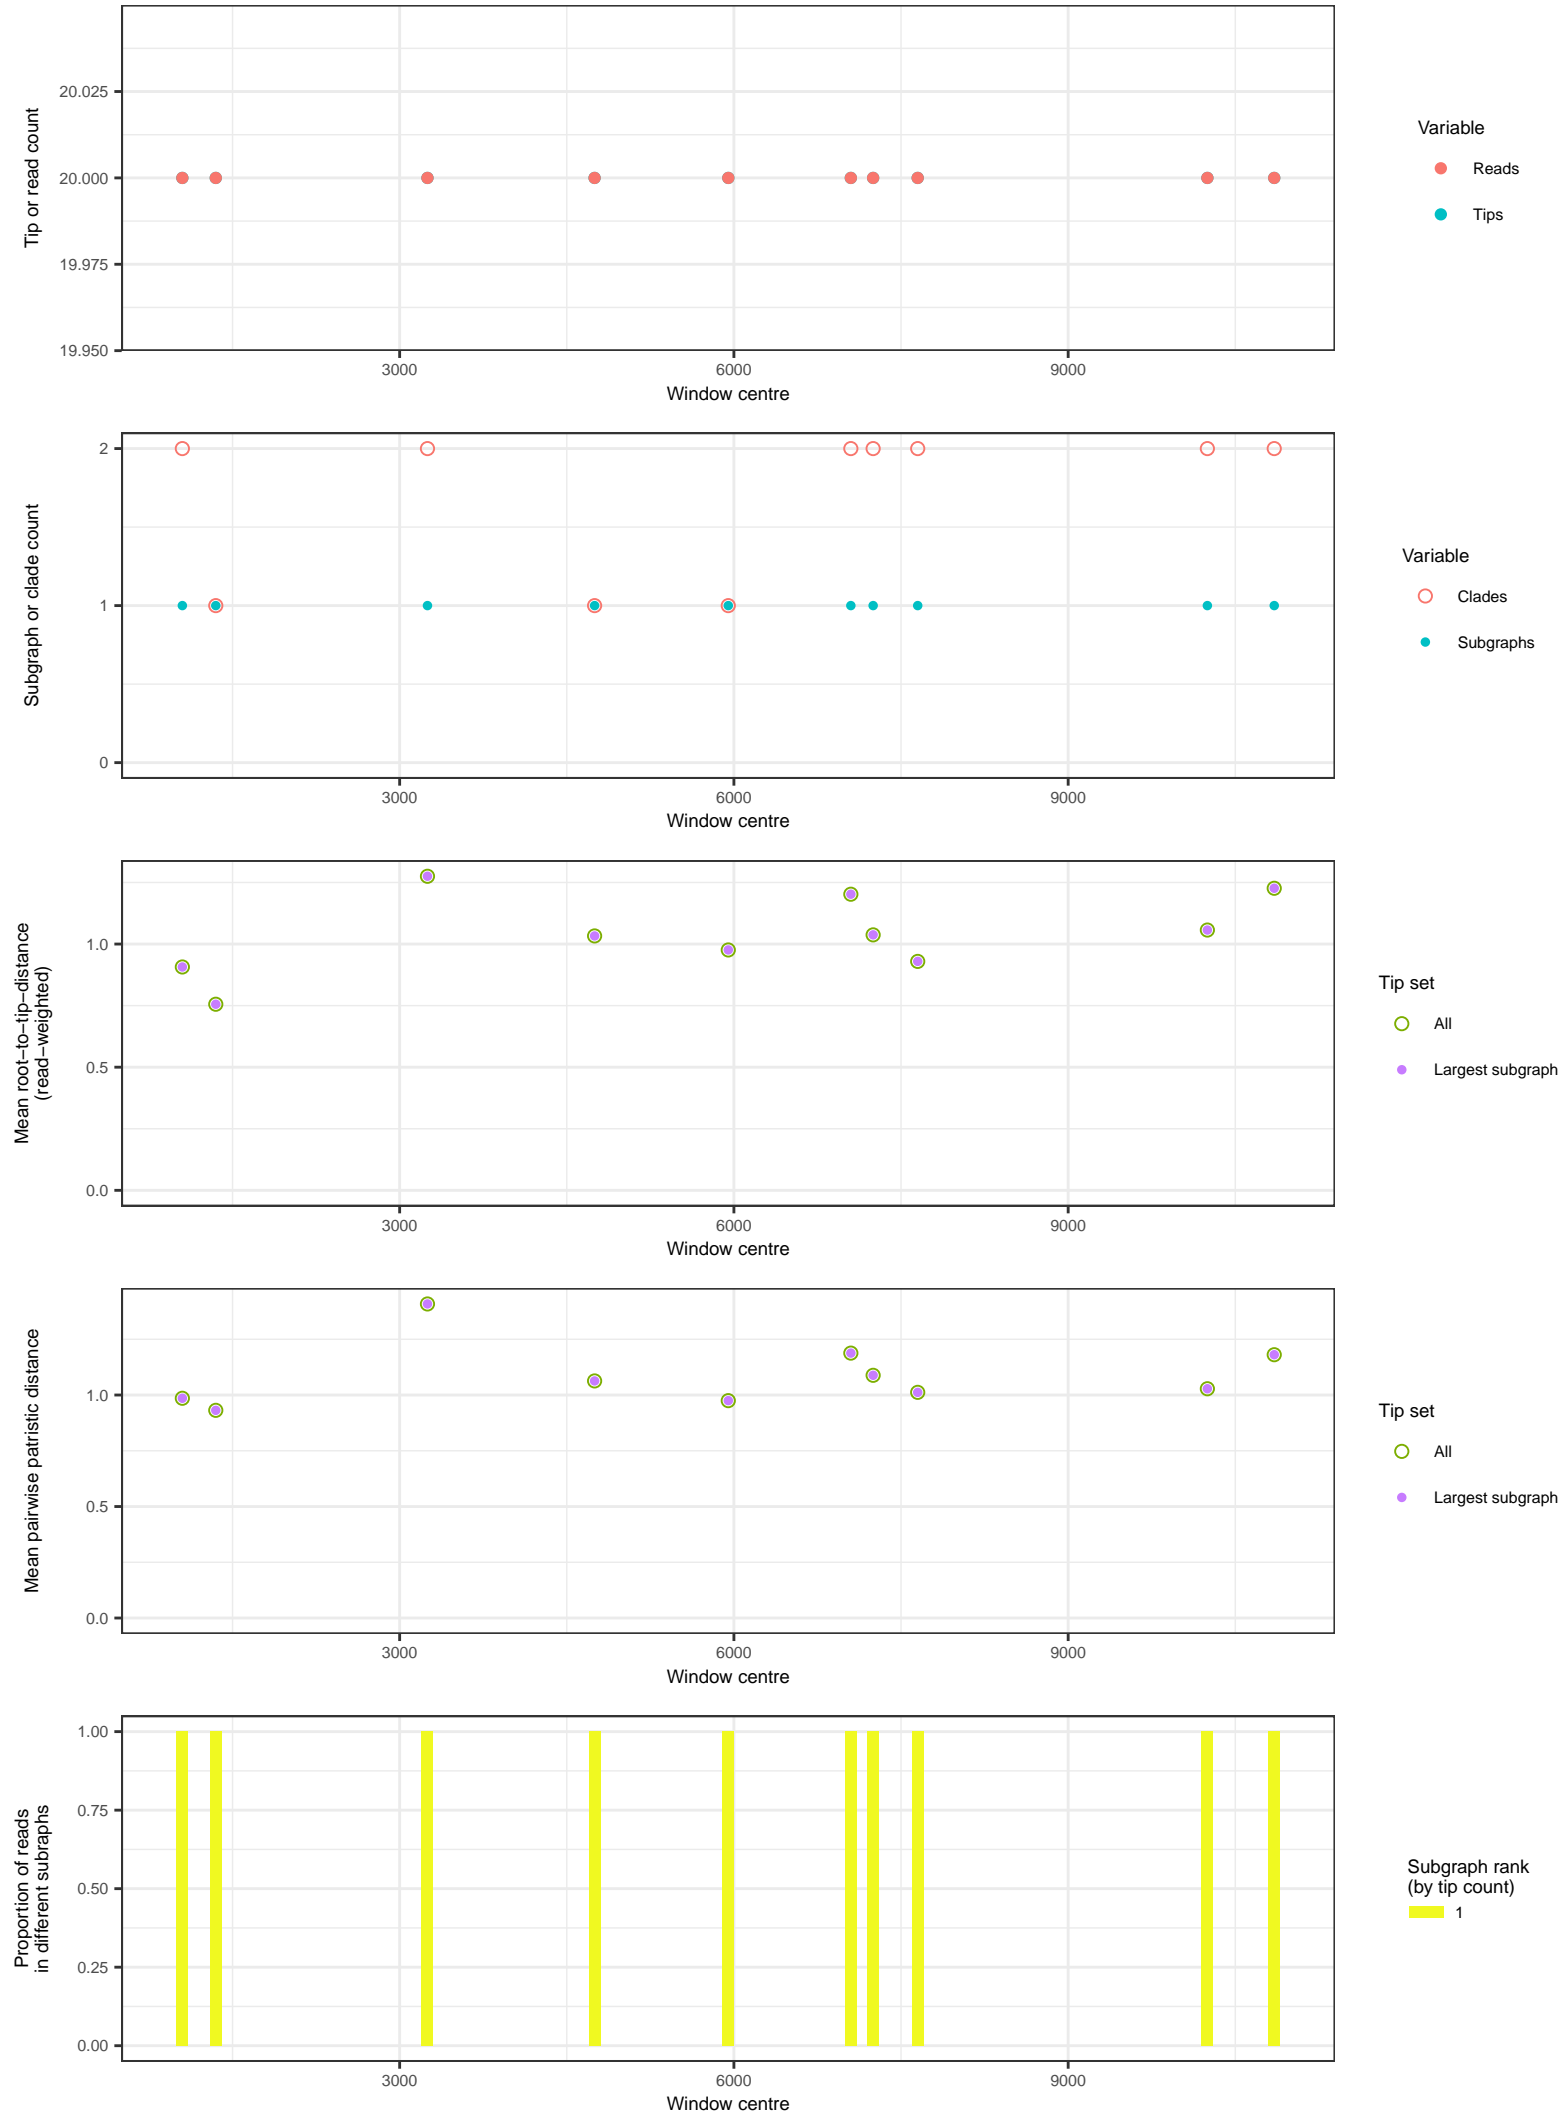 Tip or read count
20.025
20.000
19.975
19.950
3000
6000
9000
Window centre
Variable
Reads
Tips
Subgraph or clade count
2
1
0
3000
6000
9000
Window centre
Variable
Clades
Subgraphs
Mean root−to−tip−distance
(read−weighted)
1.0
0.5
0.0
3000
6000
9000
Window centre
Tip set
All
Largest subgraph
Mean pairwise patristic distance
1.0
0.5
0.0
3000
6000
9000
Window centre
Tip set
All
Largest subgraph
Proportion of reads
in different subraphs
1.00
0.75
0.50
0.25
0.00
3000
6000
9000
Window centre
Subgraph rank
(by tip count)
1